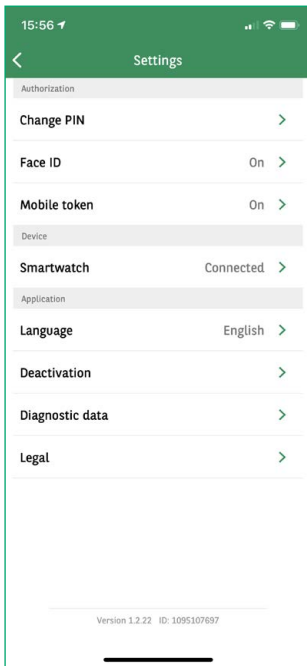 15:56
Settings
Authorization
Change PIN
Face ID On
Mobile token On
Device
Smartwatch Connected
Application
Language English
Deactivation
Diagnostic data
Legal
Version 1.2.22 ID: 1095107697